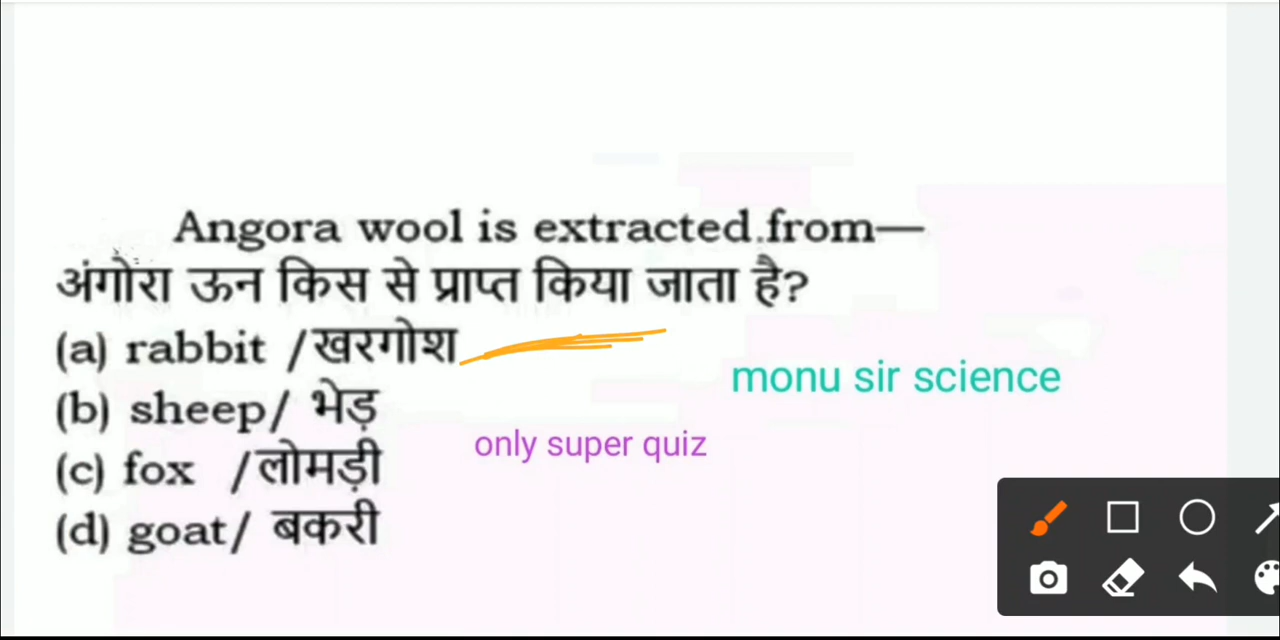 Angora wool is extracted from—
अंगोरा ऊन किस से प्राप्त किया जाता है?
(a) rabbit /खरगोश
(b) sheep/ भेड़
(c) fox /लोमड़ी
(d) goat/ बकरी
monu sir science
only super quiz